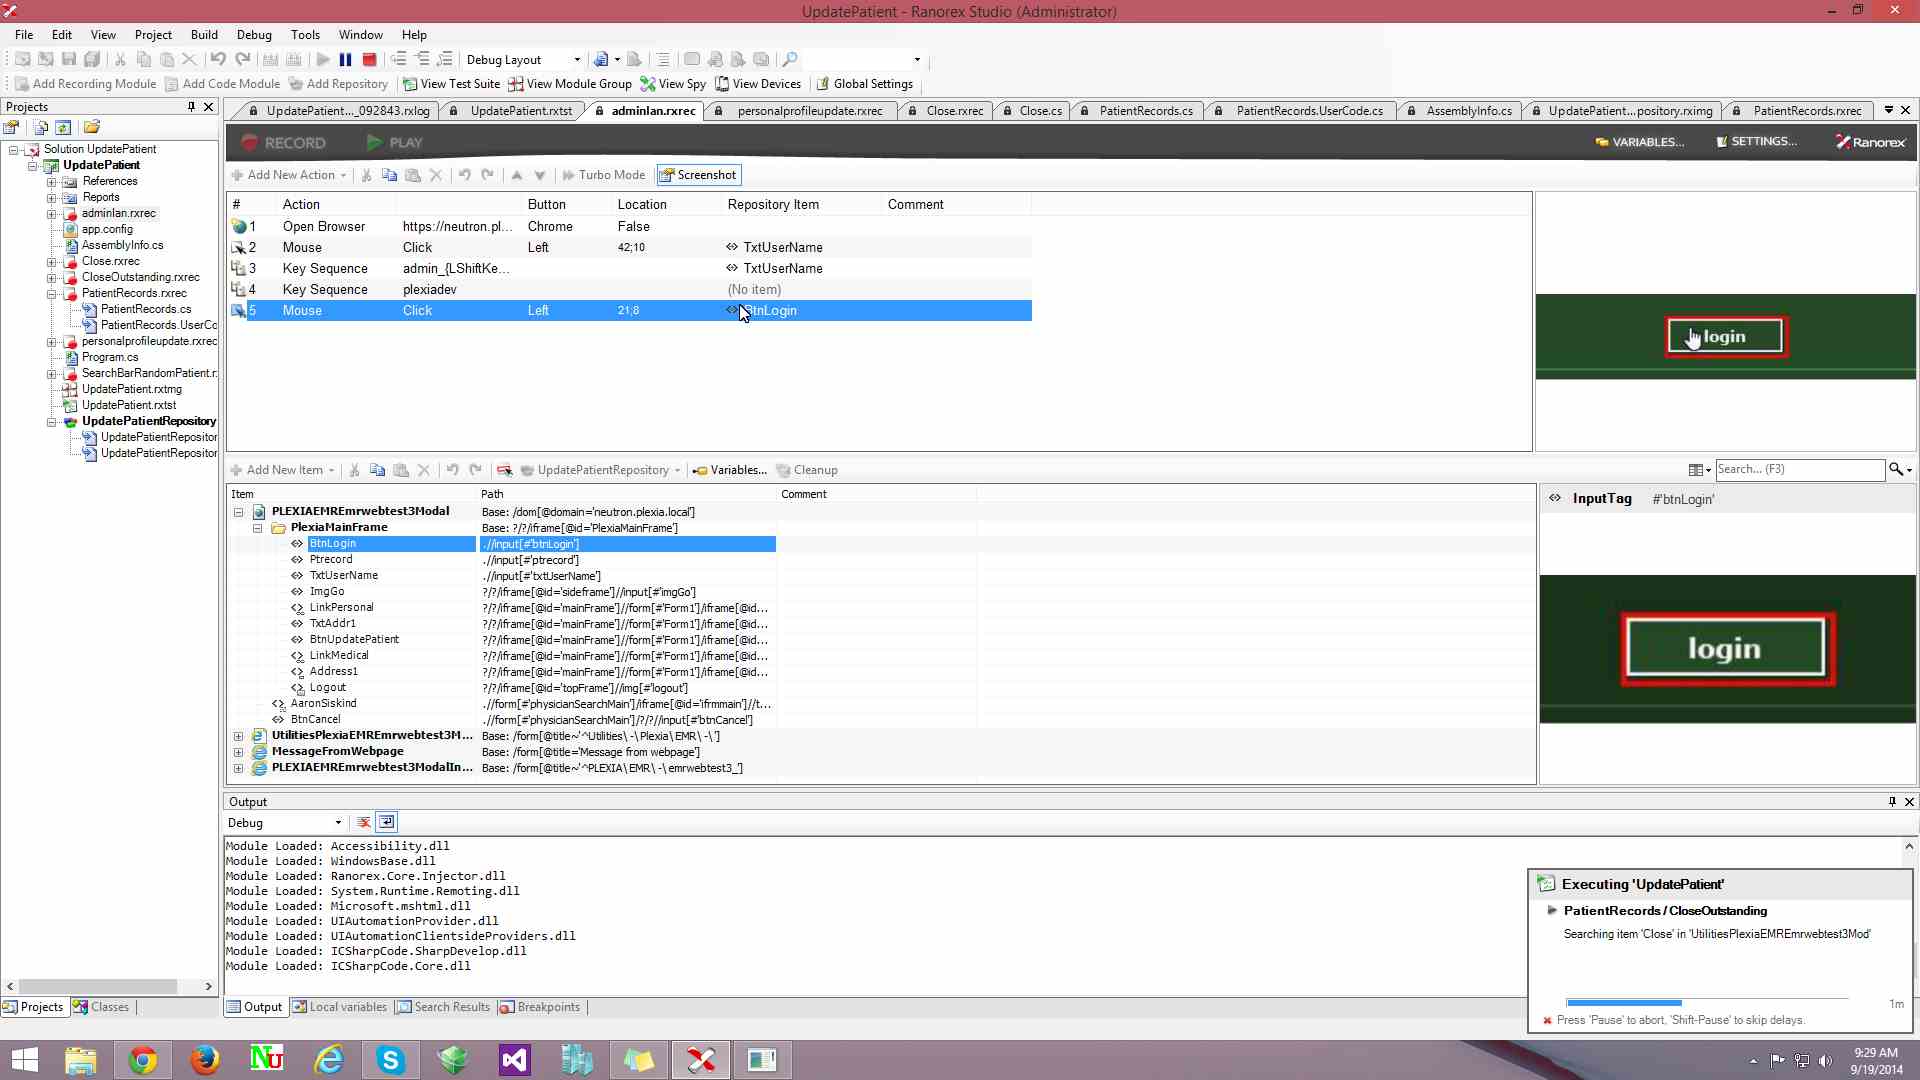 UpdatePatient - Ranorex Studio (Administrator)
File Edit View Project Build Debug Tools Window Help
Debug Layout
Add Recording Module Add Code Module Add Repository View Test Suite View Module Group View Spy View Devices Global Settings
Projects
UpdatePatient..._092843.rxlog UpdatePatient.rxtst adminlan.rxrec personalprofileupdate.rxrec Close.rxrec Close.cs PatientRecords.cs PatientRecords.UserCode.cs AssemblyInfo.cs UpdatePatient...pository.rximg PatientRecords.rxrec
Solution UpdatePatient
UpdatePatient
References
Reports
adminlan.rxrec
app.config
AssemblyInfo.cs
Close.rxrec
CloseOutstanding.rxrec
PatientRecords.rxrec
PatientRecords.cs
PatientRecords.UserCo
personalprofileupdate.rxrec
Program.cs
SearchBarRandomPatient.r
UpdatePatient.rxtmg
UpdatePatient.rxtst
UpdatePatientRepository
UpdatePatientRepositor
UpdatePatientRepositor
Projects Classes
RECORD PLAY VARIABLES... SETTINGS... Ranorex
Add New Action Turbo Mode Screenshot
# Action Button Location Repository Item Comment
1 Open Browser https://neutron.pl... Chrome False
2 Mouse Click Left 42;10 TxtUserName
3 Key Sequence admin_{LShiftKe... TxtUserName
4 Key Sequence plexiadev (No item)
5 Mouse Click Left 21;8 BtnLogin
login
Add New Item UpdatePatientRepository Variables... Cleanup Search... (F3)
Item Path Comment
PLEXIAEMREmrwebtest3Modal Base: /dom[@domain='neutron.plexia.local']
PlexiaMainFrame Base: ?/?/iframe[@id='PlexiaMainFrame']
BtnLogin .//input[#'btnLogin']
Ptrecord .//input[#'ptrecord']
TxtUserName .//input[#'txtUserName']
ImgGo ?/?/iframe[@id='sideframe']//input[#'imgGo']
LinkPersonal ?/?/iframe[@id='mainFrame']//form[#'Form1']/iframe[@id...
TxtAddr1 ?/?/iframe[@id='mainFrame']//form[#'Form1']/iframe[@id...
BtnUpdatePatient ?/?/iframe[@id='mainFrame']//form[#'Form1']/iframe[@id...
LinkMedical ?/?/iframe[@id='mainFrame']//form[#'Form1']/iframe[@id...
Address1 ?/?/iframe[@id='mainFrame']//form[#'Form1']/iframe[@id...
Logout ?/?/iframe[@id='topFrame']//img[#'logout']
AaronSiskind .//form[#'physicianSearchMain']/iframe[@id='ifrmmain']//t...
BtnCancel .//form[#'physicianSearchMain']/?/?//input[#'btnCancel']
UtilitiesPlexiaEMREmrwebtest3M... Base: /form[@title~'^Utilities\ -\ Plexia\ EMR\ -\ ']
MessageFromWebpage Base: /form[@title='Message from webpage']
PLEXIAEMREmrwebtest3ModalIn... Base: /form[@title~'^PLEXIA\ EMR\ -\ emrwebtest3_']
InputTag #'btnLogin'
login
Output
Debug
Module Loaded: Accessibility.dll
Module Loaded: WindowsBase.dll
Module Loaded: Ranorex.Core.Injector.dll
Module Loaded: System.Runtime.Remoting.dll
Module Loaded: Microsoft.mshtml.dll
Module Loaded: UIAutomationProvider.dll
Module Loaded: UIAutomationClientsideProviders.dll
Module Loaded: ICSharpCode.SharpDevelop.dll
Module Loaded: ICSharpCode.Core.dll
Output Local variables Search Results Breakpoints
Executing 'UpdatePatient'
PatientRecords / CloseOutstanding
Searching item 'Close' in 'UtilitiesPlexiaEMREmrwebtest3Mod'
1m
Press 'Pause' to abort, 'Shift-Pause' to skip delays.
9:29 AM
9/19/2014